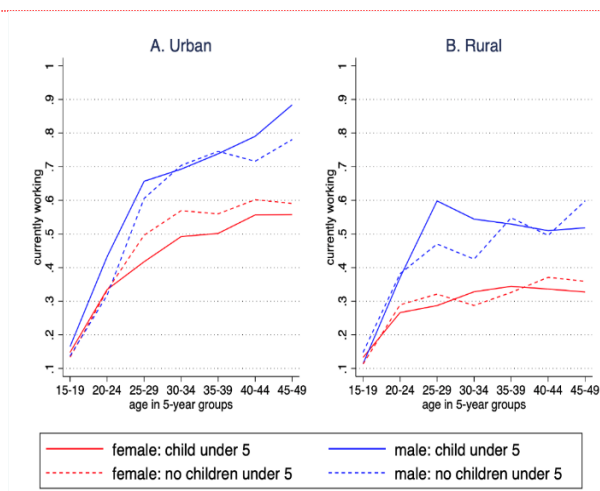 A. Urban
B. Rural
currently working
.1 .2 .3 .4 .5 .6 .7 .8 .9 1
15-19 20-24 25-29 30-34 35-39 40-44 45-49
age in 5-year groups
currently working
.1 .2 .3 .4 .5 .6 .7 .8 .9 1
15-19 20-24 25-29 30-34 35-39 40-44 45-49
age in 5-year groups
female: child under 5
male: child under 5
female: no children under 5
male: no children under 5